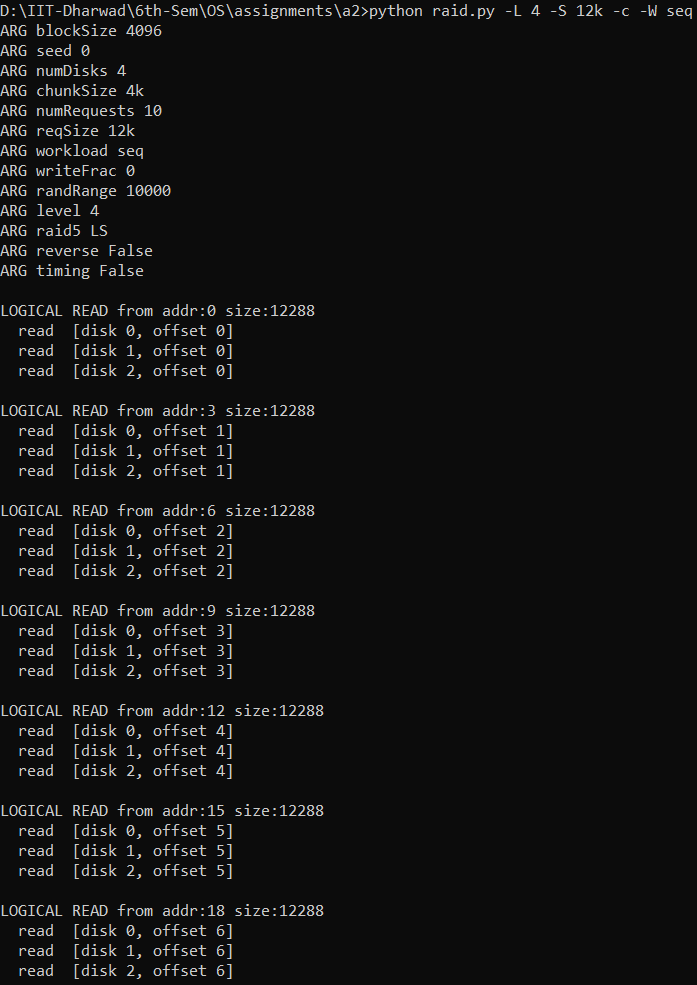 D:\IIT-Dharwad\6th-Sem\OS\assignments\a2>python raid.py -L 4 -S 12k -c -W seq
ARG blockSize 4096
ARG seed 0
ARG numDisks 4
ARG chunkSize 4k
ARG numRequests 10
ARG reqSize 12k
ARG workload seq
ARG writeFrac 0
ARG randRange 10000
ARG level 4
ARG raid5 LS
ARG reverse False
ARG timing False

LOGICAL READ from addr:0 size:12288
  read  [disk 0, offset 0]
  read  [disk 1, offset 0]
  read  [disk 2, offset 0]

LOGICAL READ from addr:3 size:12288
  read  [disk 0, offset 1]
  read  [disk 1, offset 1]
  read  [disk 2, offset 1]

LOGICAL READ from addr:6 size:12288
  read  [disk 0, offset 2]
  read  [disk 1, offset 2]
  read  [disk 2, offset 2]

LOGICAL READ from addr:9 size:12288
  read  [disk 0, offset 3]
  read  [disk 1, offset 3]
  read  [disk 2, offset 3]

LOGICAL READ from addr:12 size:12288
  read  [disk 0, offset 4]
  read  [disk 1, offset 4]
  read  [disk 2, offset 4]

LOGICAL READ from addr:15 size:12288
  read  [disk 0, offset 5]
  read  [disk 1, offset 5]
  read  [disk 2, offset 5]

LOGICAL READ from addr:18 size:12288
  read  [disk 0, offset 6]
  read  [disk 1, offset 6]
  read  [disk 2, offset 6]